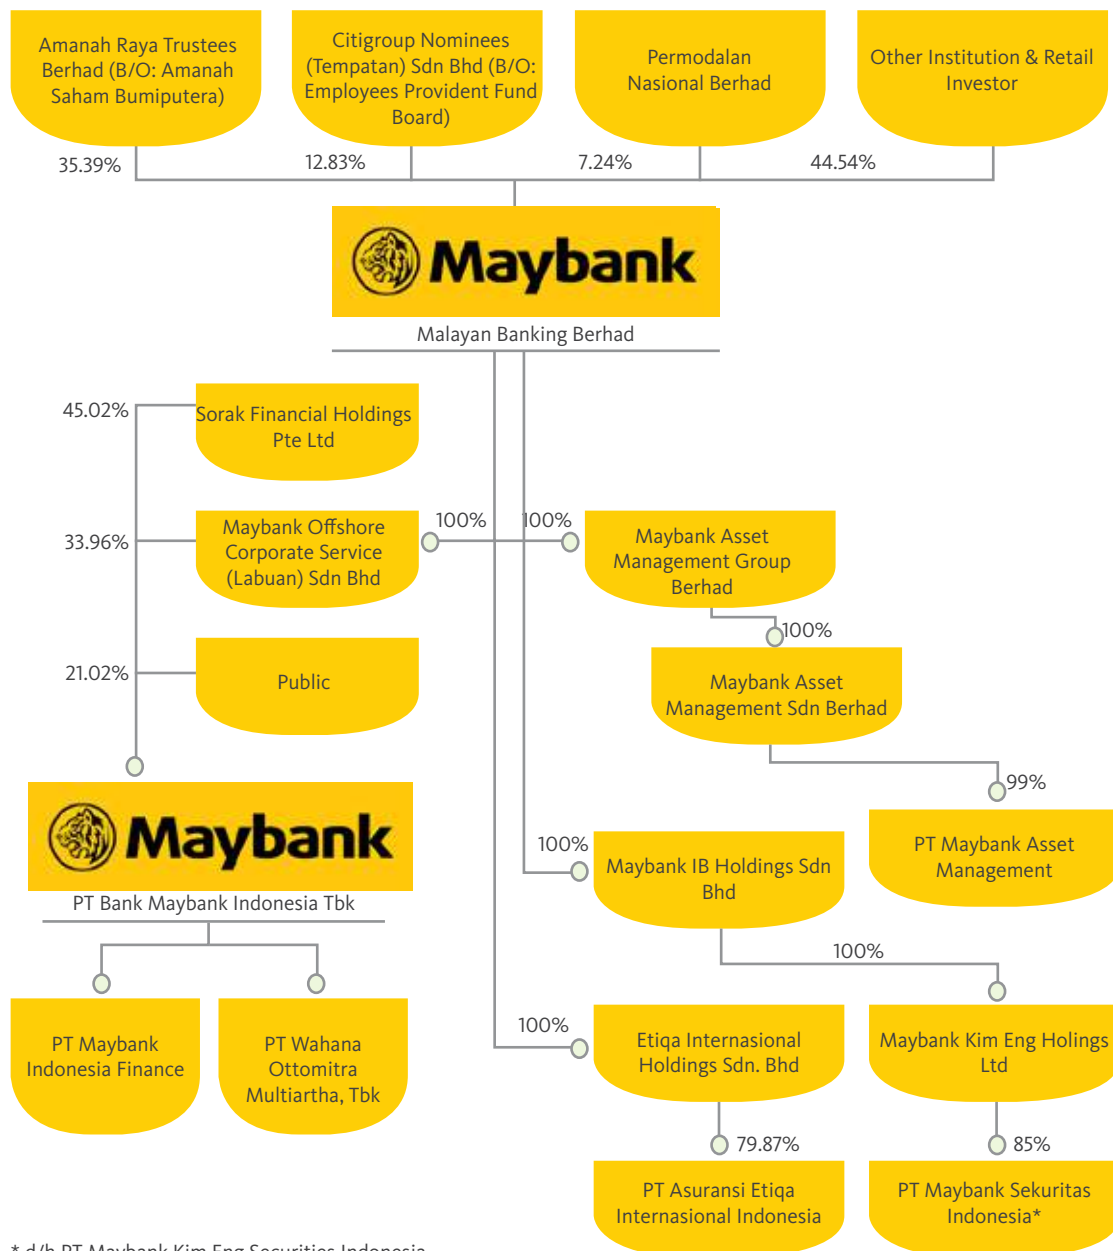 Amanah Raya Trustees
Berhad (B/O: Amanah
Saham Bumiputera)
Citigroup Nominees
(Tempatan) Sdn Bhd (B/O:
Employees Provident Fund
Board)
Permodalan
Nasional Berhad
Other Institution & Retail
Investor
35.39%
12.83%
7.24%
44.54%
Maybank
Malayan Banking Berhad
45.02%
Sorak Financial Holdings
Pte Ltd
33.96%
Maybank Offshore
Corporate Service
(Labuan) Sdn Bhd
100%
100%
Maybank Asset
Management Group
Berhad
100%
21.02%
Public
Maybank Asset
Management Sdn Berhad
99%
PT Maybank Asset
Management
Maybank
PT Bank Maybank Indonesia Tbk
100%
Maybank IB Holdings Sdn
Bhd
100%
PT Maybank
Indonesia Finance
PT Wahana
Ottomitra
Multiartha, Tbk
100%
Etiqa Internasional
Holdings Sdn. Bhd
Maybank Kim Eng Holings
Ltd
79.87%
85%
PT Asuransi Etiqa
Internasional Indonesia
PT Maybank Sekuritas
Indonesia*
* d/h PT Maybank Kim Eng Securities Indonesia